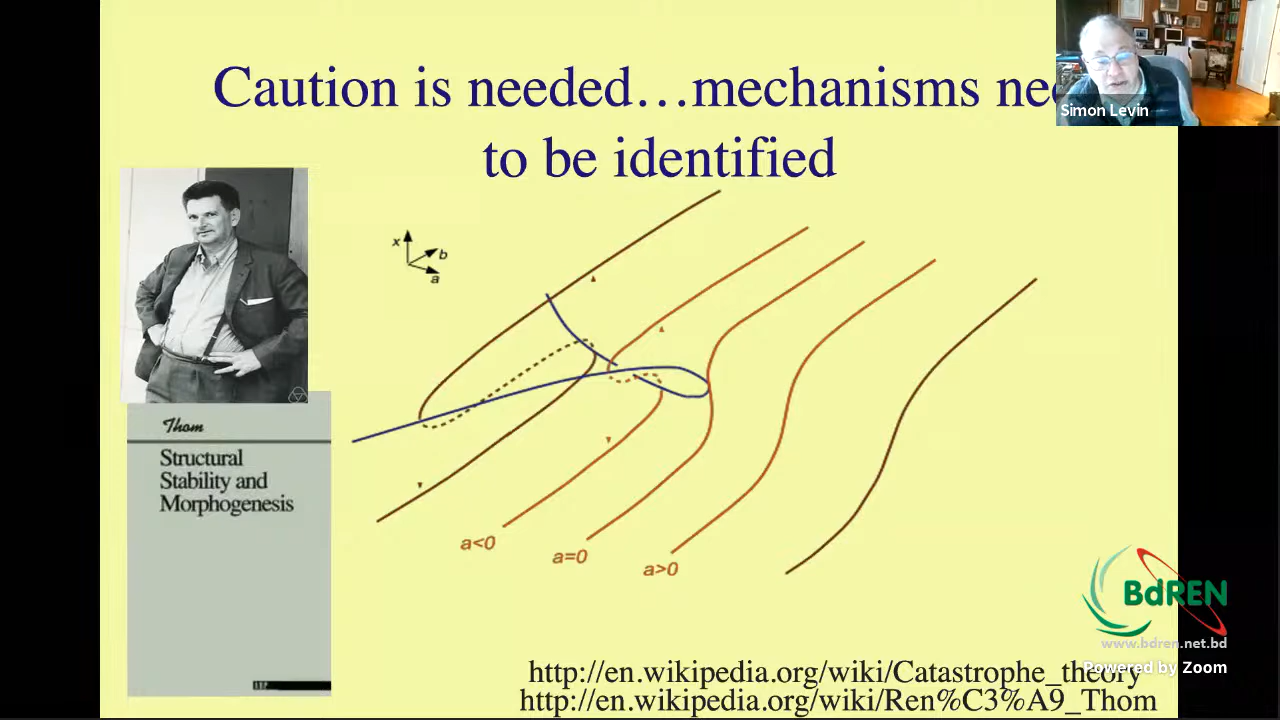 Caution is needed…mechanisms
to be identified
Simon Levin
x
b
a
Thom
Structural
Stability and
Morphogenesis
a<0
a=0
a>0
BdREN
www.bdren.net.bd
Powered by Zoom
http://en.wikipedia.org/wiki/Catastrophe_theory
http://en.wikipedia.org/wiki/Ren%C3%A9_Thom